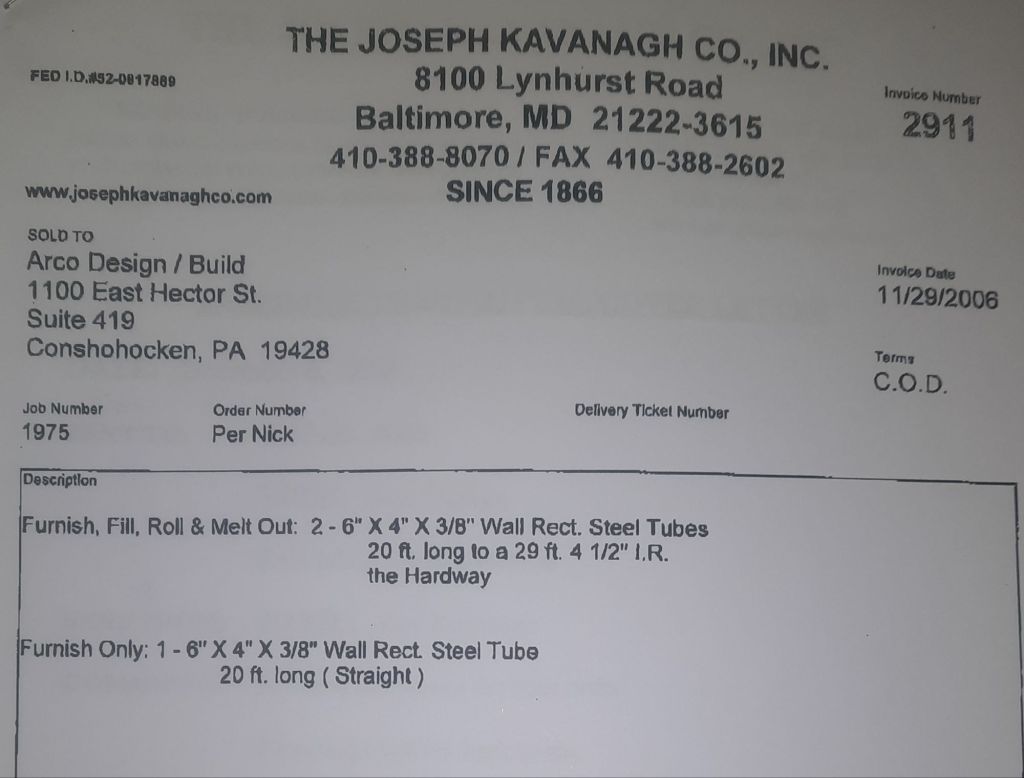 THE JOSEPH KAVANAGH CO., INC.
FED I.D.#52-0817889
8100 Lynhurst Road
Invoice Number
Baltimore, MD 21222-3615
2911
410-388-8070 / FAX 410-388-2602
www.josephkavanaghco.com
SINCE 1866
SOLD TO
Arco Design / Build
Invoice Date
1100 East Hector St.
11/29/2006
Suite 419
Conshohocken, PA 19428
Terms
C.O.D.
Job Number
Order Number
Delivery Ticket Number
1975
Per Nick
Description
Furnish, Fill, Roll & Melt Out: 2 - 6" X 4" X 3/8" Wall Rect. Steel Tubes
20 ft. long to a 29 ft. 4 1/2" I.R.
the Hardway
Furnish Only: 1 - 6" X 4" X 3/8" Wall Rect. Steel Tube
20 ft. long ( Straight )